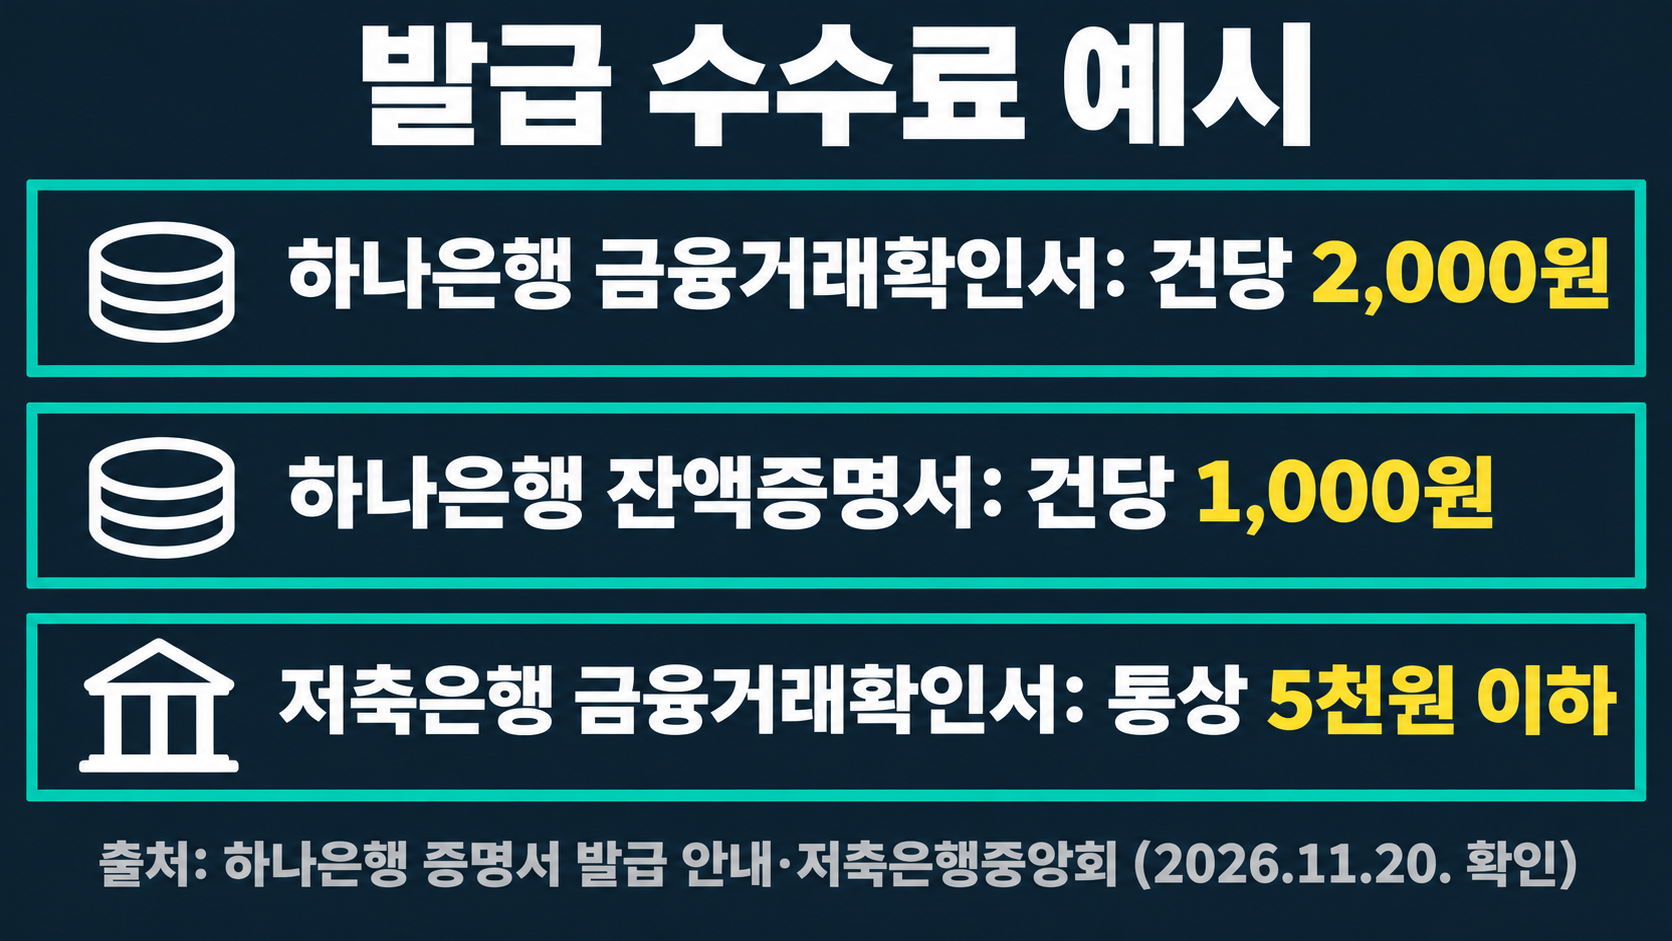 발급 수수료 예시
하나은행 금융거래확인서: 건당 2,000원
하나은행 잔액증명서: 건당 1,000원
저축은행 금융거래확인서: 통상 5천원 이하
출처: 하나은행 증명서 발급 안내·저축은행중앙회 (2026.11.20. 확인)